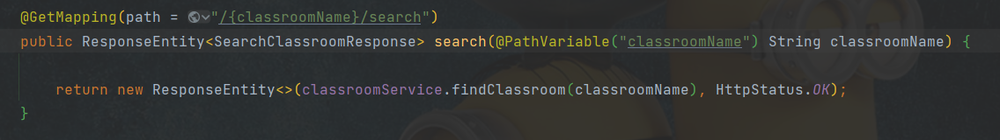 @GetMapping(path = "/{classroomName}/search")
public ResponseEntity<SearchClassroomResponse> search(@PathVariable("classroomName") String classroomName) {
return new ResponseEntity<>(classroomService.findClassroom(classroomName), HttpStatus.OK);
}